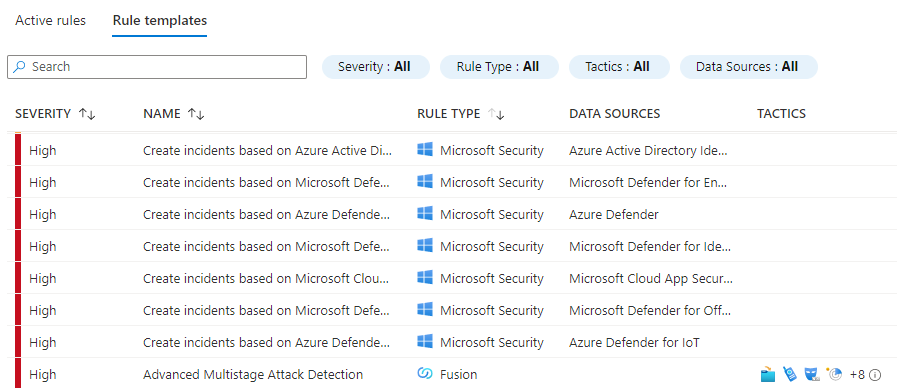 Active rules Rule templates
Search Severity : All Rule Type : All Tactics : All Data Sources : All
SEVERITY NAME RULE TYPE DATA SOURCES TACTICS
High Create incidents based on Azure Active Di... Microsoft Security Azure Active Directory Ide...
High Create incidents based on Microsoft Defe... Microsoft Security Microsoft Defender for En...
High Create incidents based on Azure Defende... Microsoft Security Azure Defender
High Create incidents based on Microsoft Defe... Microsoft Security Microsoft Defender for Ide...
High Create incidents based on Microsoft Clou... Microsoft Security Microsoft Cloud App Secur...
High Create incidents based on Microsoft Defe... Microsoft Security Microsoft Defender for Off...
High Create incidents based on Azure Defende... Microsoft Security Azure Defender for IoT
High Advanced Multistage Attack Detection Fusion +8